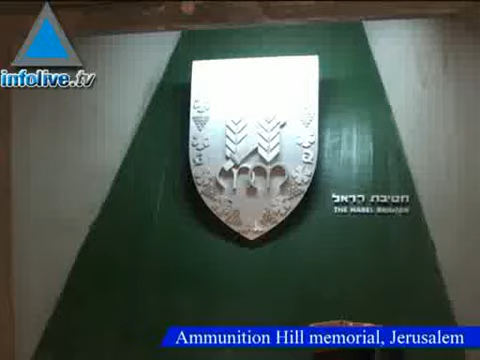 infolive.tv
חטיבת הראל
THE HAREL BRIGADE
Ammunition Hill memorial, Jerusalem